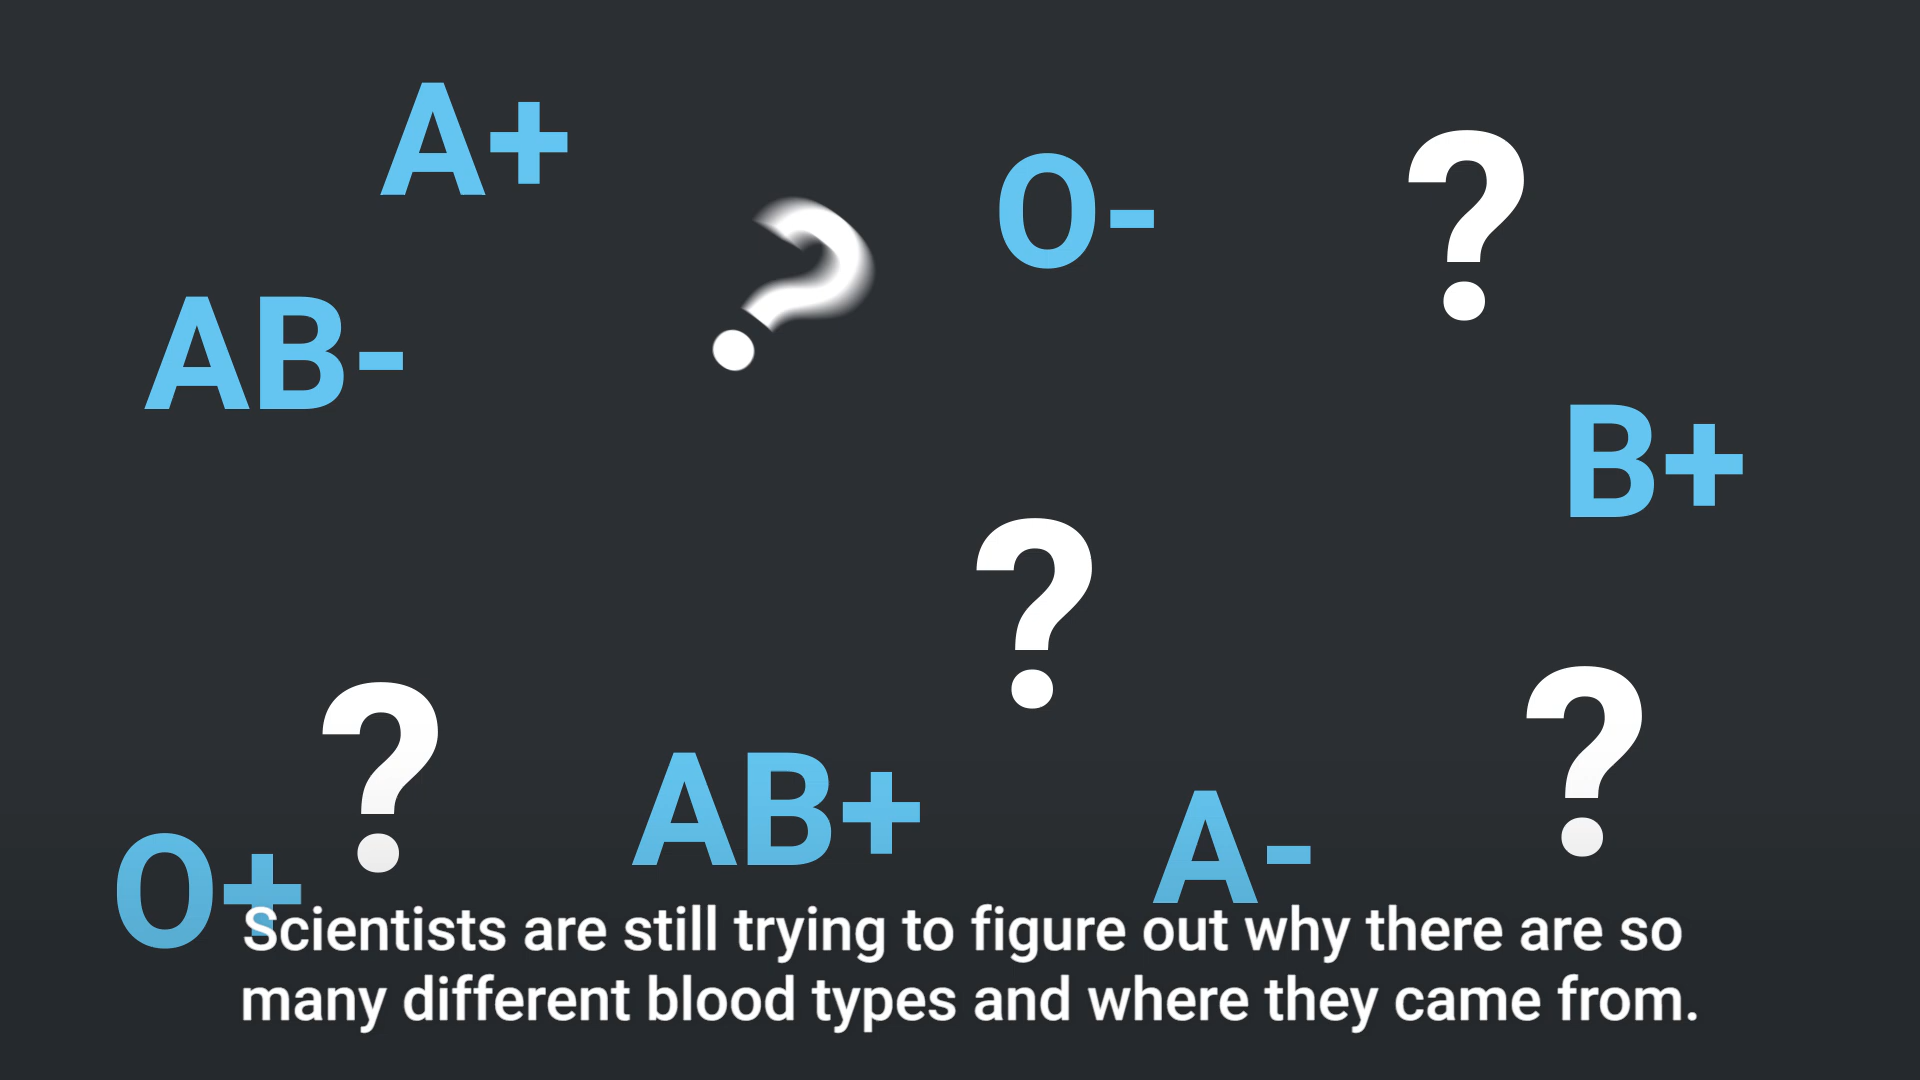 A+
O-
?
?
AB-
B+
?
?
?
AB+
A-
O+
Scientists are still trying to figure out why there are so
many different blood types and where they came from.